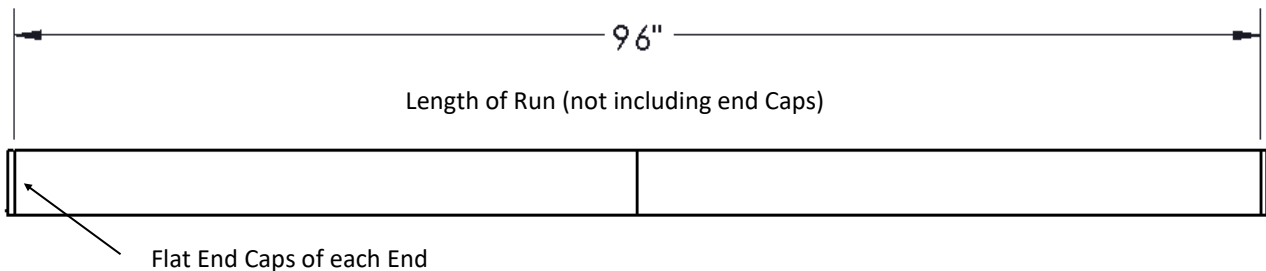 96"
Length of Run (not including end Caps)
Flat End Caps of each End